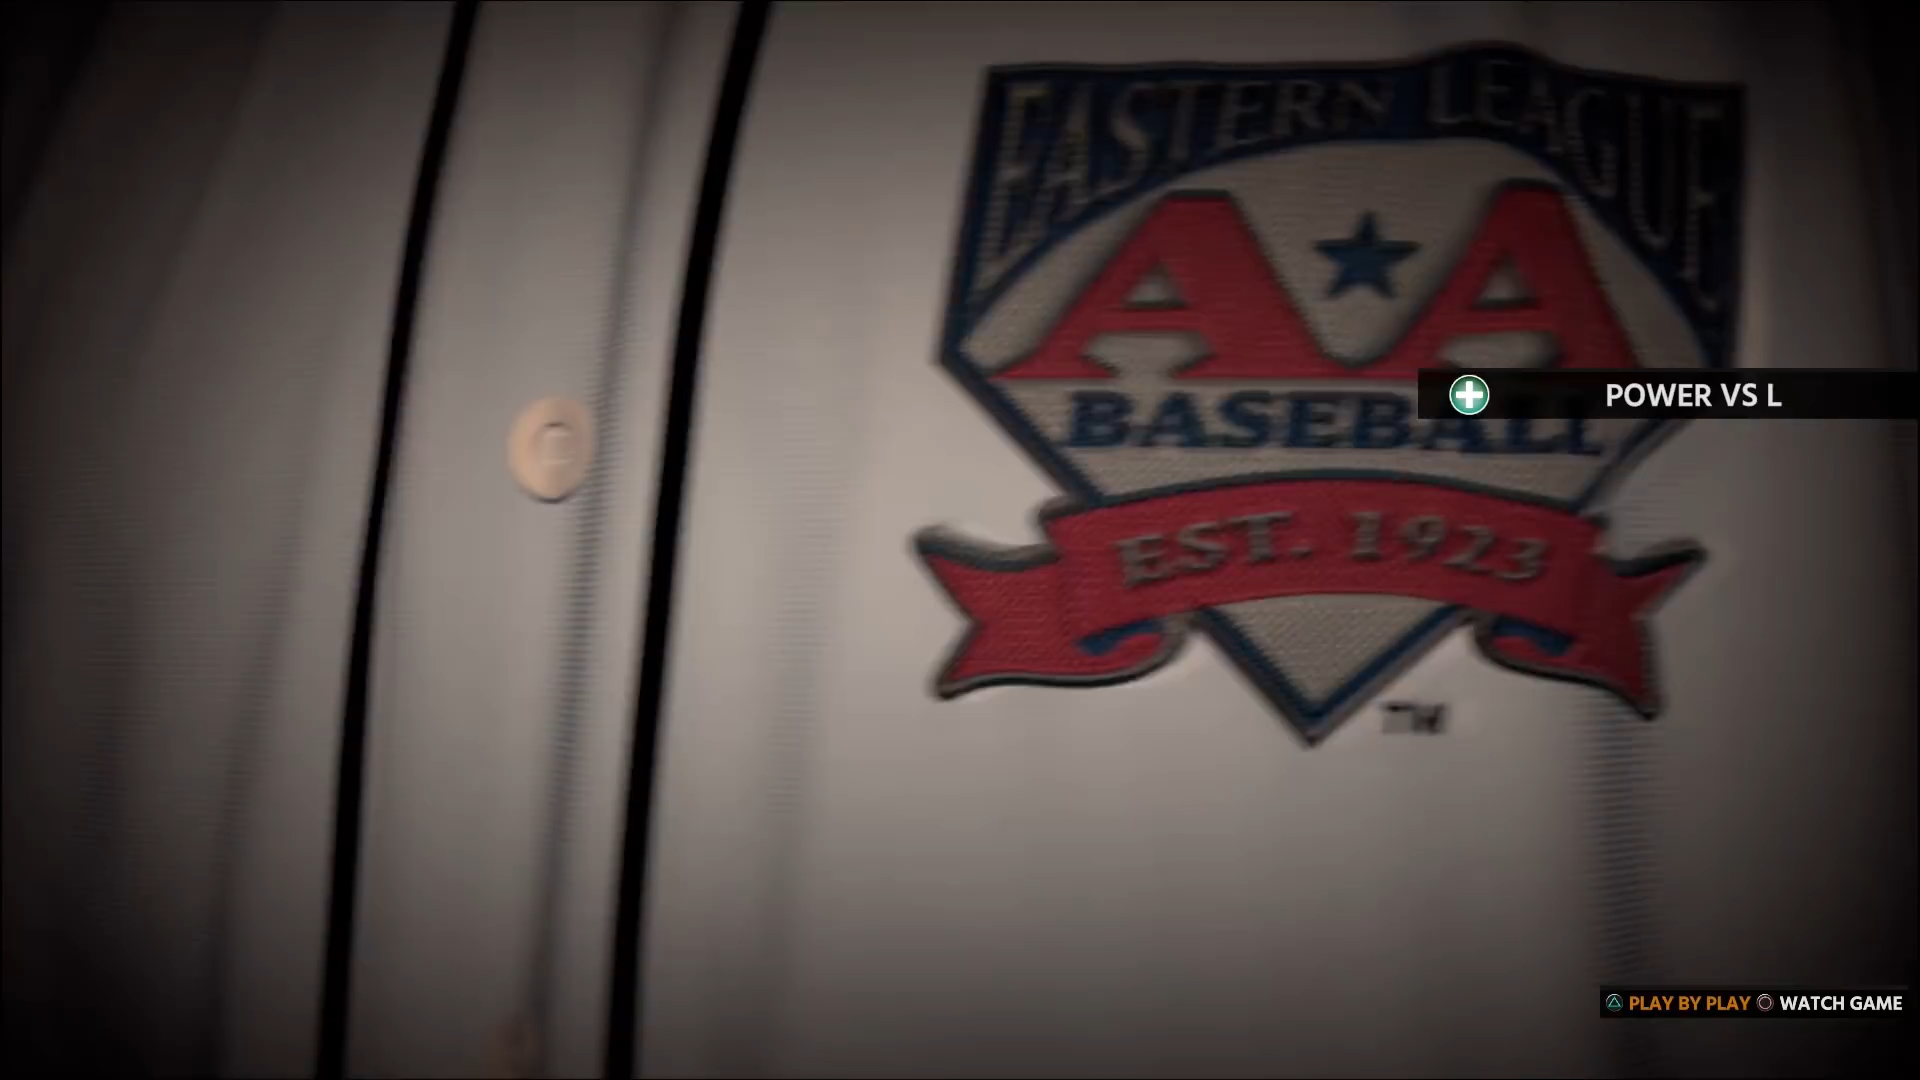 EASTERN LEAGUE
AA
BASEBALL
EST. 1923
TM
POWER VS L
PLAY BY PLAY WATCH GAME